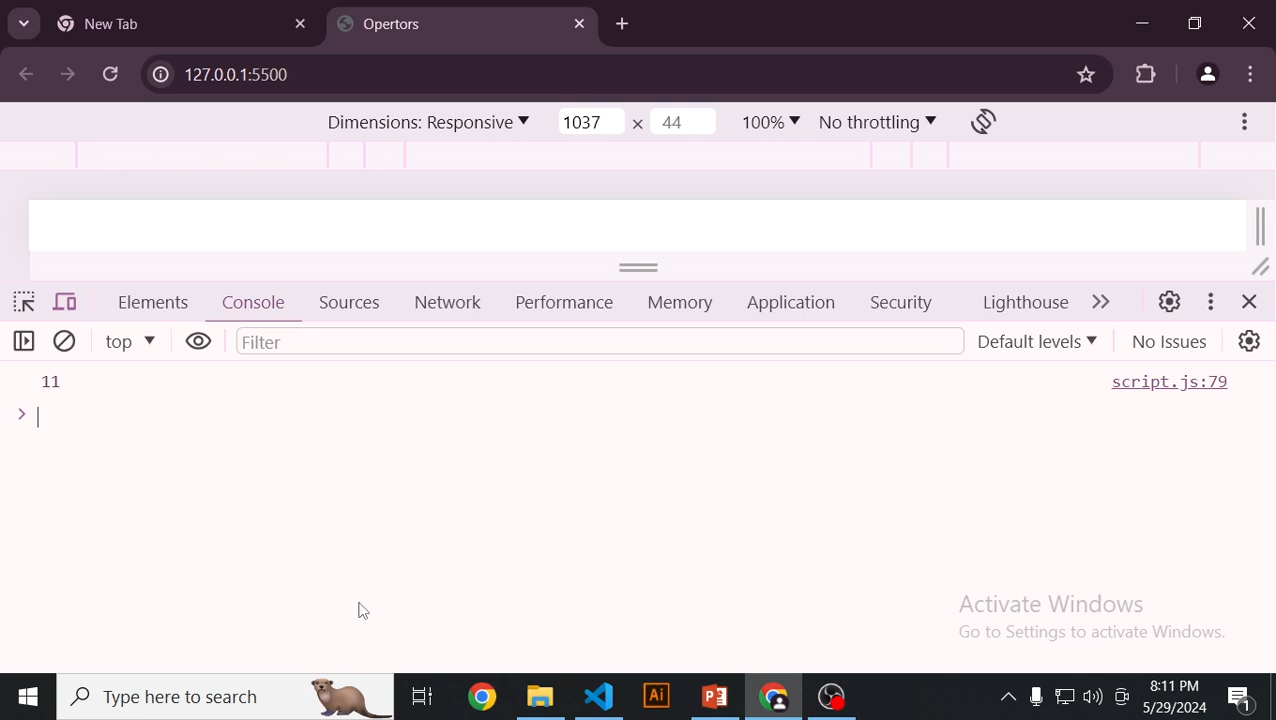 New Tab
Opertors
127.0.0.1:5500
Dimensions: Responsive 1037 × 44 100% No throttling
Elements Console Sources Network Performance Memory Application Security Lighthouse
top Filter Default levels No Issues
11 script.js:79
Activate Windows
Go to Settings to activate Windows.
Type here to search
Ai
8:11 PM
5/29/2024
1